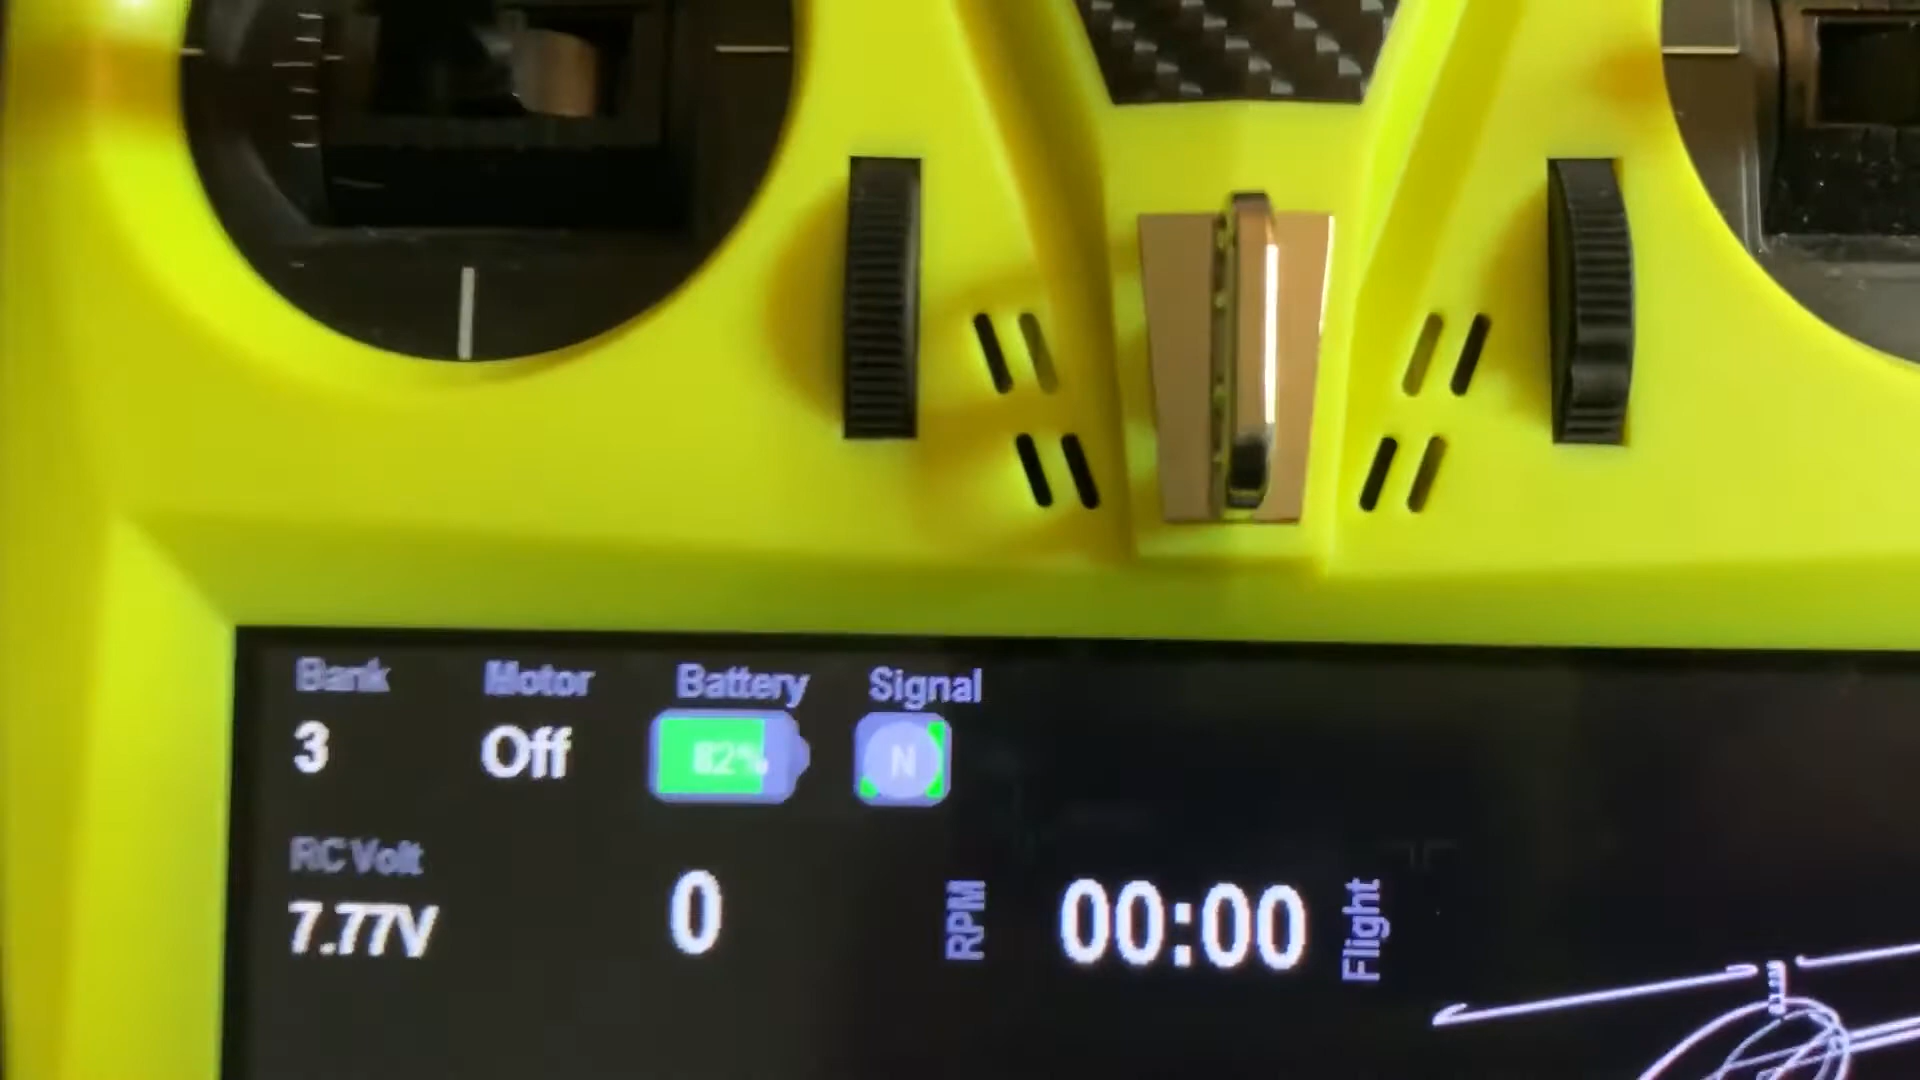 Bank Motor Battery Signal
3 Off 82% N
RC Volt
7.77V 0 RPM 00:00 Flight